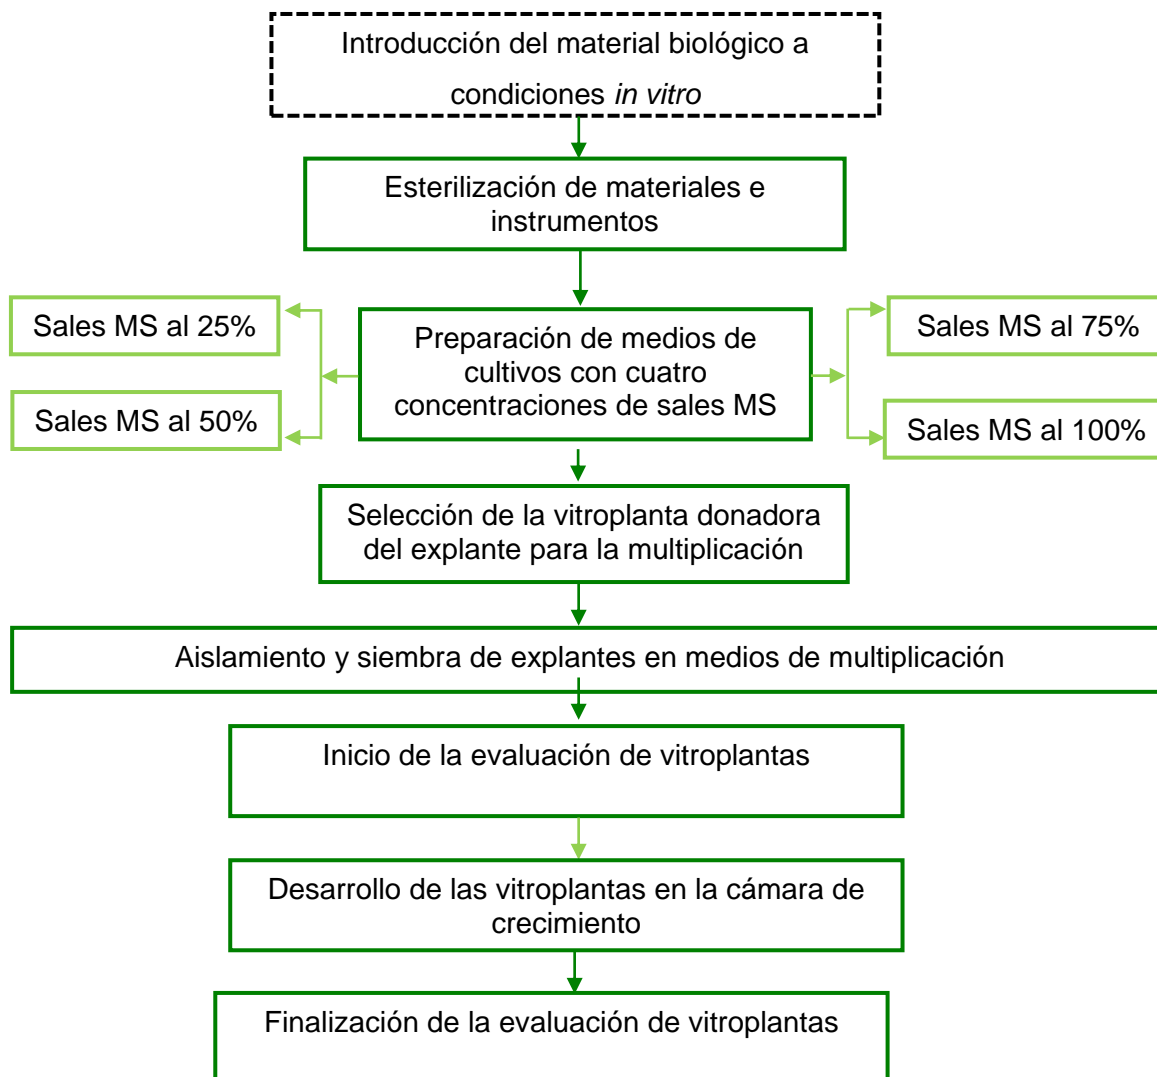 Introducción del material biológico a
condiciones in vitro
Esterilización de materiales e
instrumentos
Sales MS al 25%
Sales MS al 50%
Preparación de medios de
cultivos con cuatro
concentraciones de sales MS
Sales MS al 75%
Sales MS al 100%
Selección de la vitroplanta donadora
del explante para la multiplicación
Aislamiento y siembra de explantes en medios de multiplicación
Inicio de la evaluación de vitroplantas
Desarrollo de las vitroplantas en la cámara de
crecimiento
Finalización de la evaluación de vitroplantas